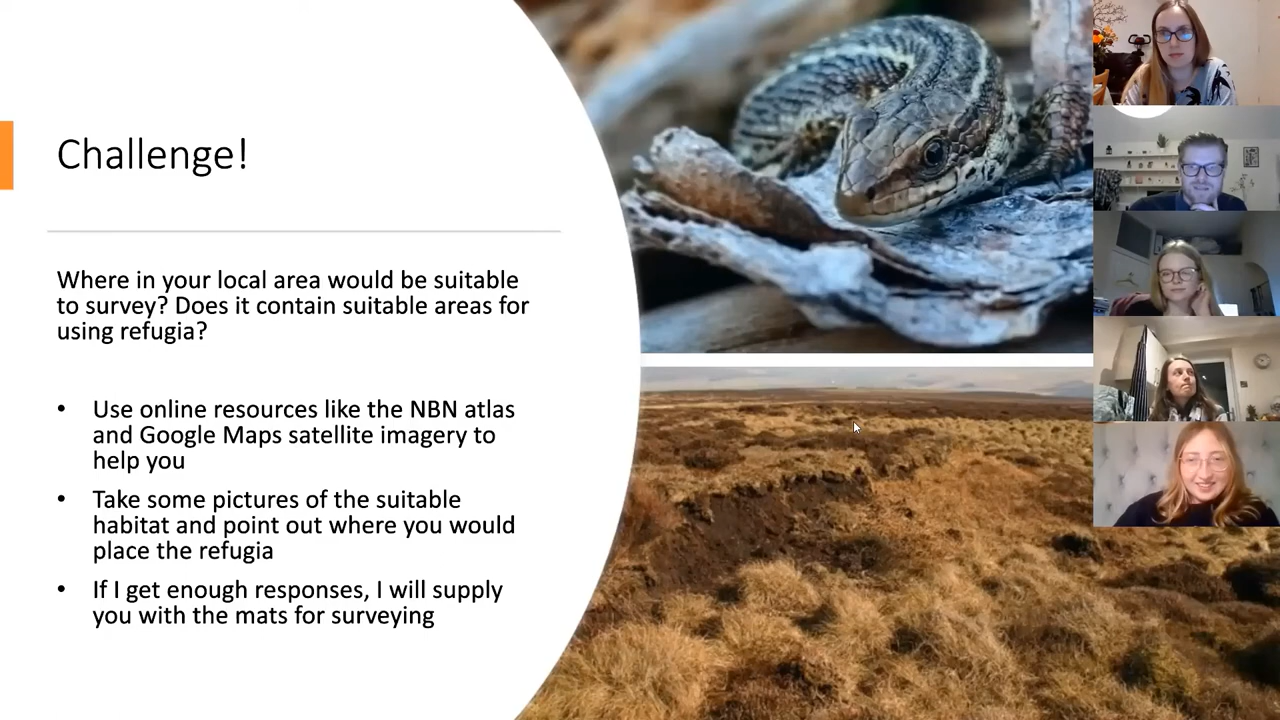 Challenge!
Where in your local area would be suitable
to survey? Does it contain suitable areas for
using refugia?
• Use online resources like the NBN atlas
and Google Maps satellite imagery to
help you
• Take some pictures of the suitable
habitat and point out where you would
place the refugia
• If I get enough responses, I will supply
you with the mats for surveying